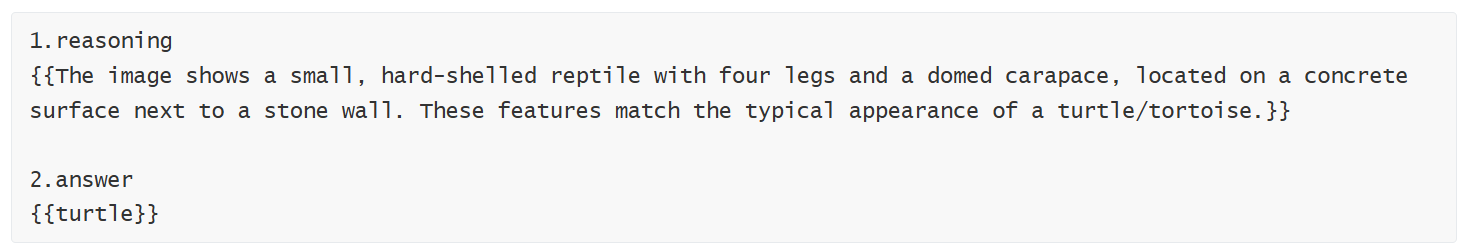 1.reasoning
{{The image shows a small, hard-shelled reptile with four legs and a domed carapace, located on a concrete
surface next to a stone wall. These features match the typical appearance of a turtle/tortoise.}}
2.answer
{{turtle}}